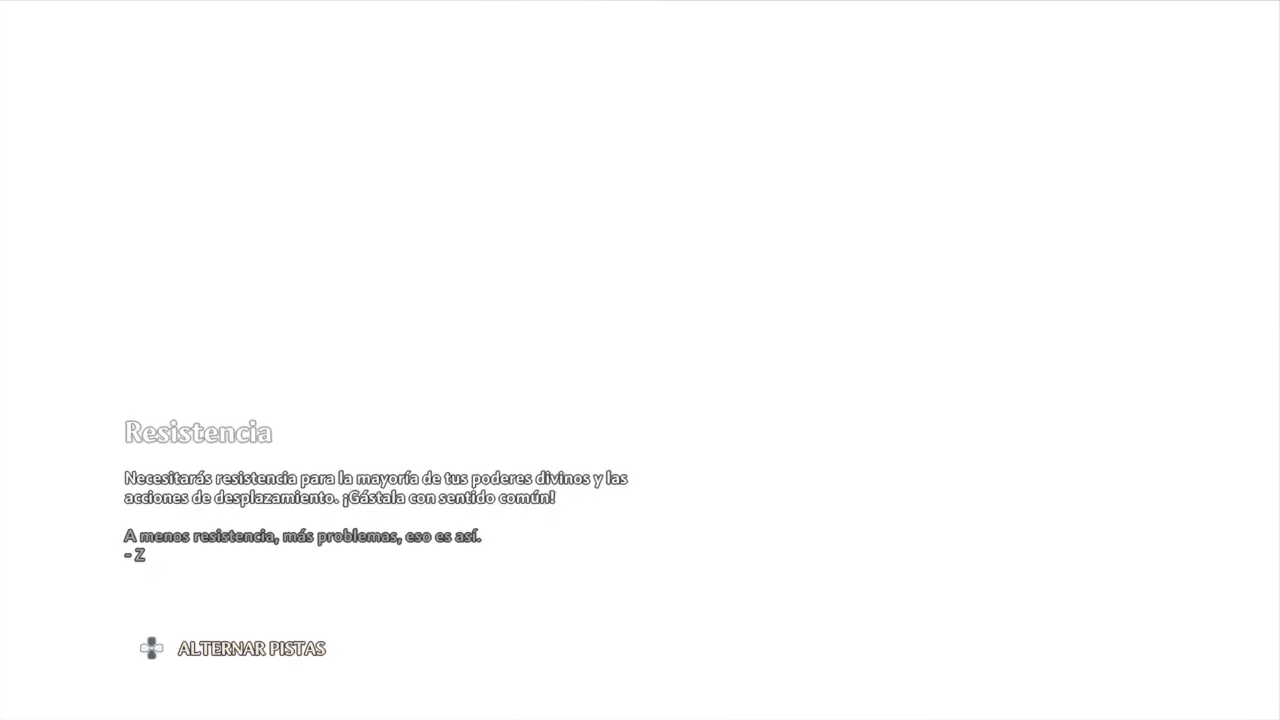 Resistencia
Necesitarás resistencia para la mayoría de tus poderes divinos y las
acciones de desplazamiento. ¡Gástala con sentido común!
A menos resistencia, más problemas, eso es así.
- Z
ALTERNAR PISTAS